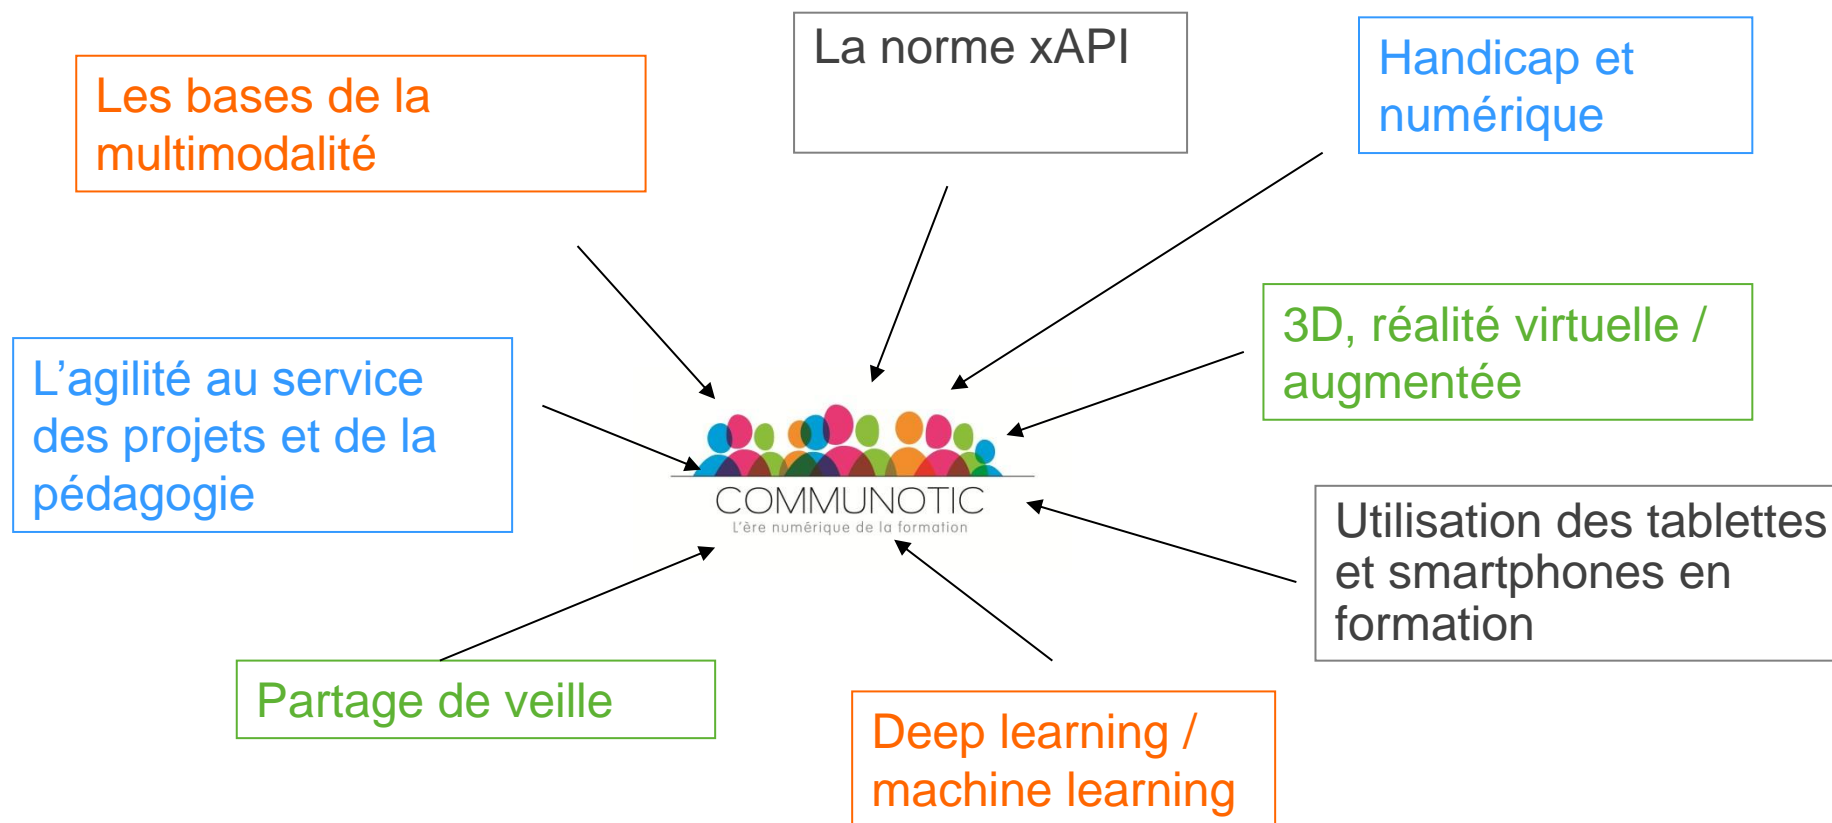 La norme xAPI
Handicap et
numérique
Les bases de la
multimodalité
3D, réalité virtuelle /
augmentée
L’agilité au service
des projets et de la
pédagogie
COMMUNOTIC
L'ère numérique de la formation
Utilisation des tablettes
et smartphones en
formation
Partage de veille
Deep learning /
machine learning